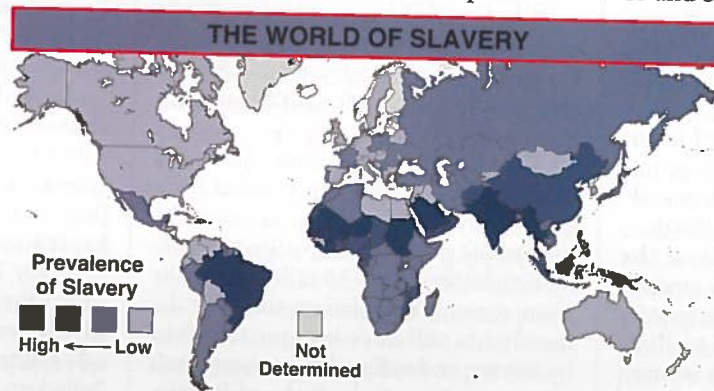 THE WORLD OF SLAVERY
Prevalence
of Slavery
High ← Low
Not
Determined